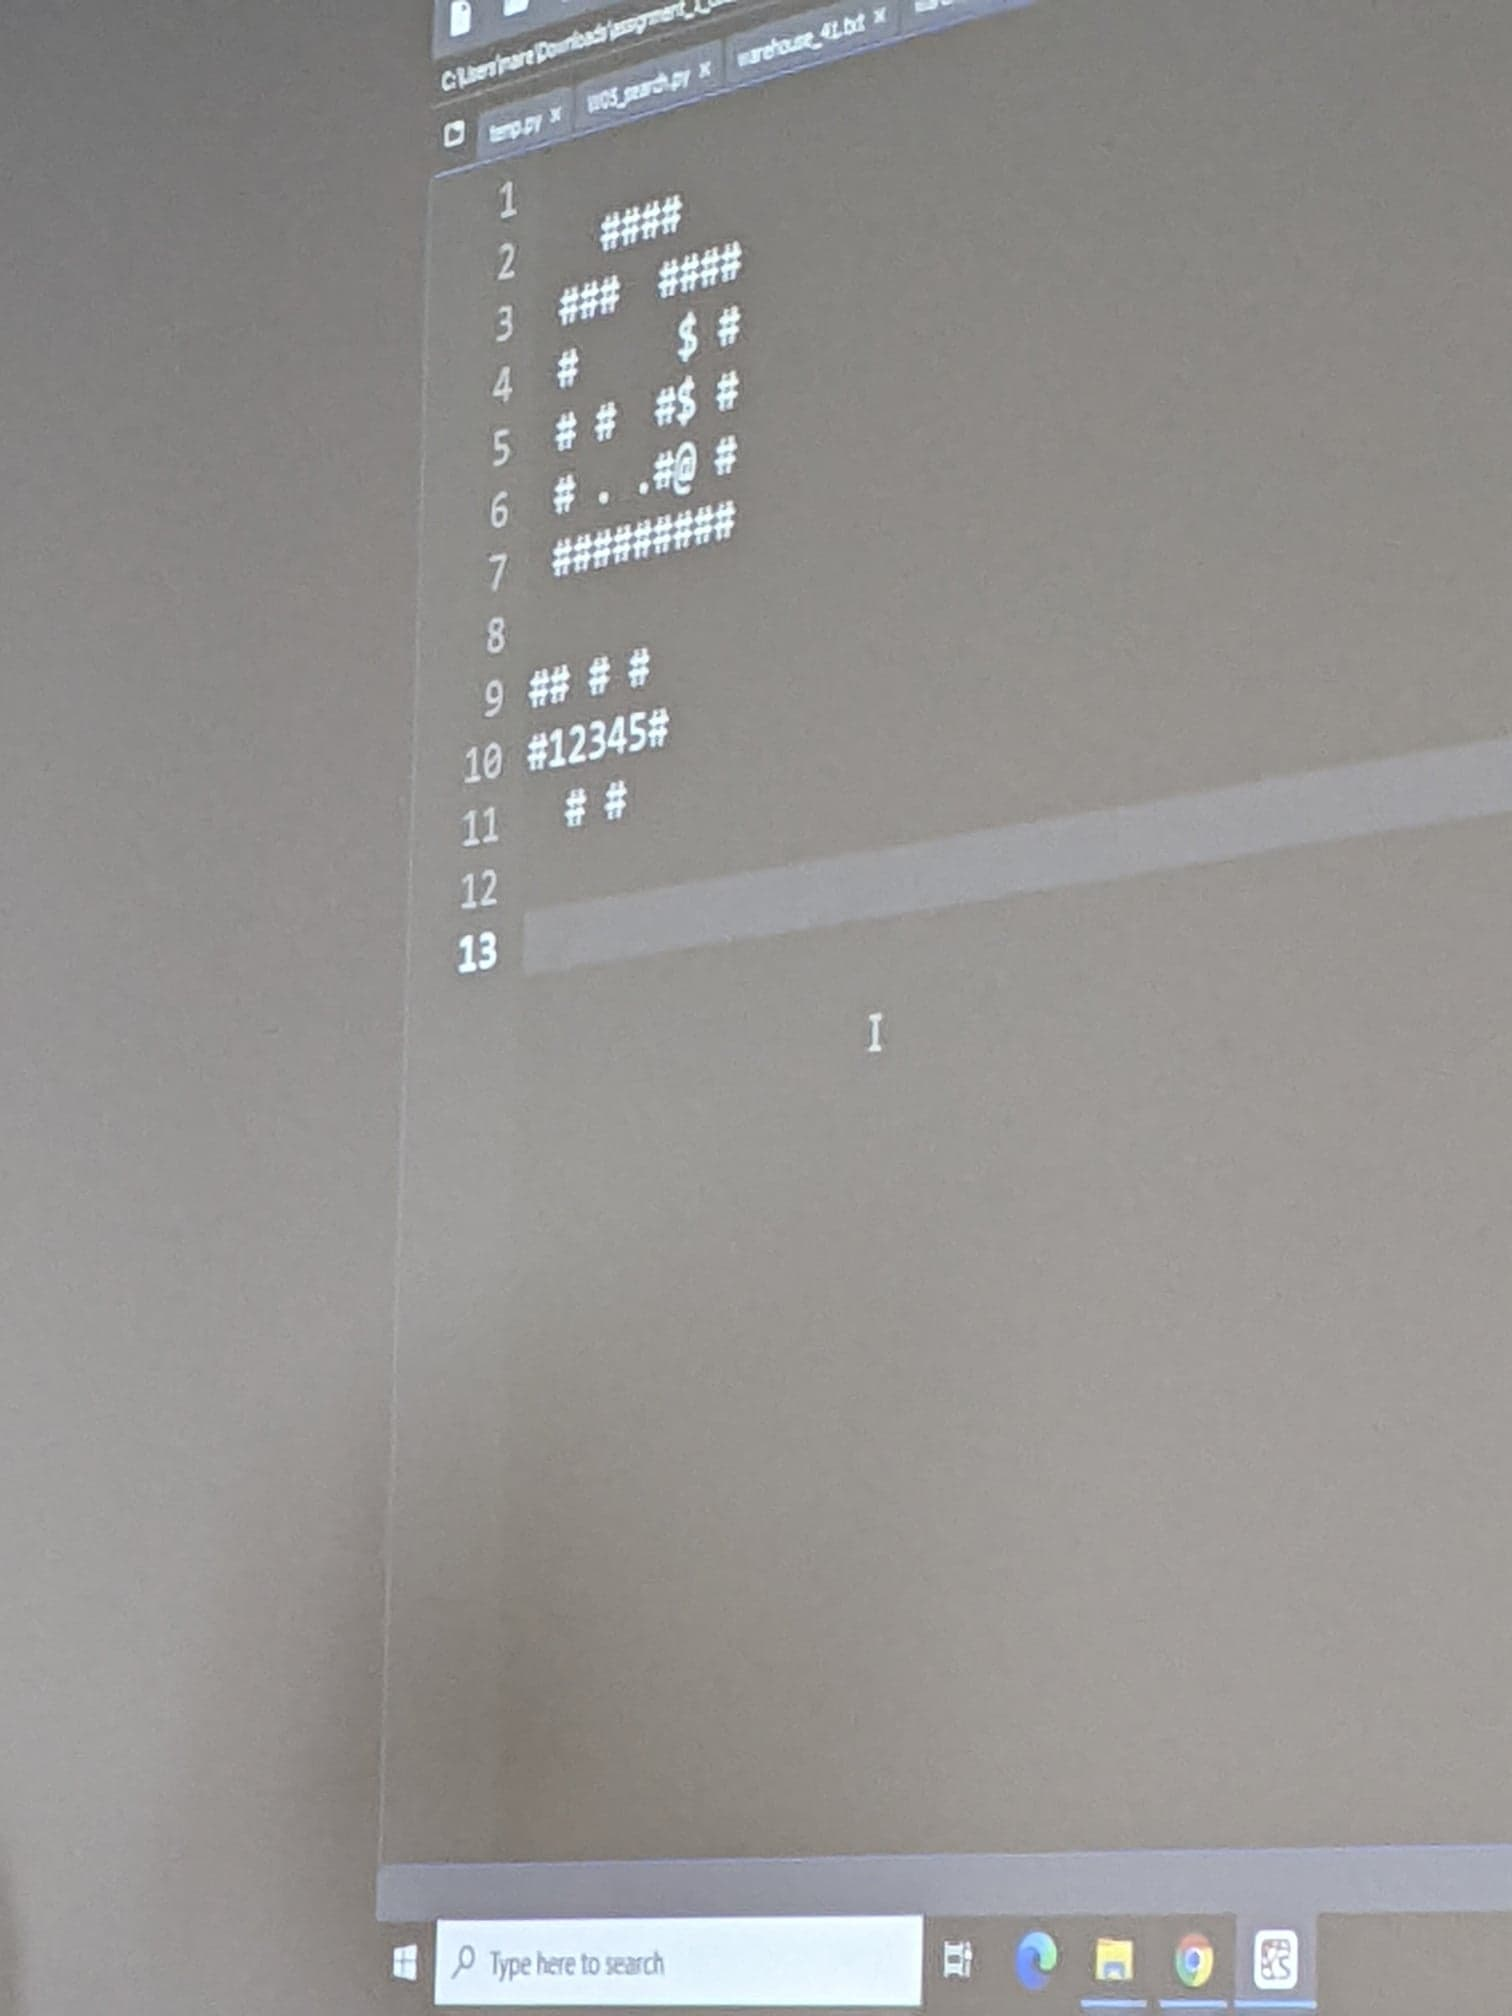 C:\Users\mare\Downloads\assignment_1_
temp.py ×
W05_search.py ×
warehouse_41.txt ×
1
2    ####
3  ###  ####
4  #     $ #
5  # #  #$ #
6  # . .#@ #
7  #########
8
9 ## # #
10 #12345#
11   # #
12
13
Type here to search